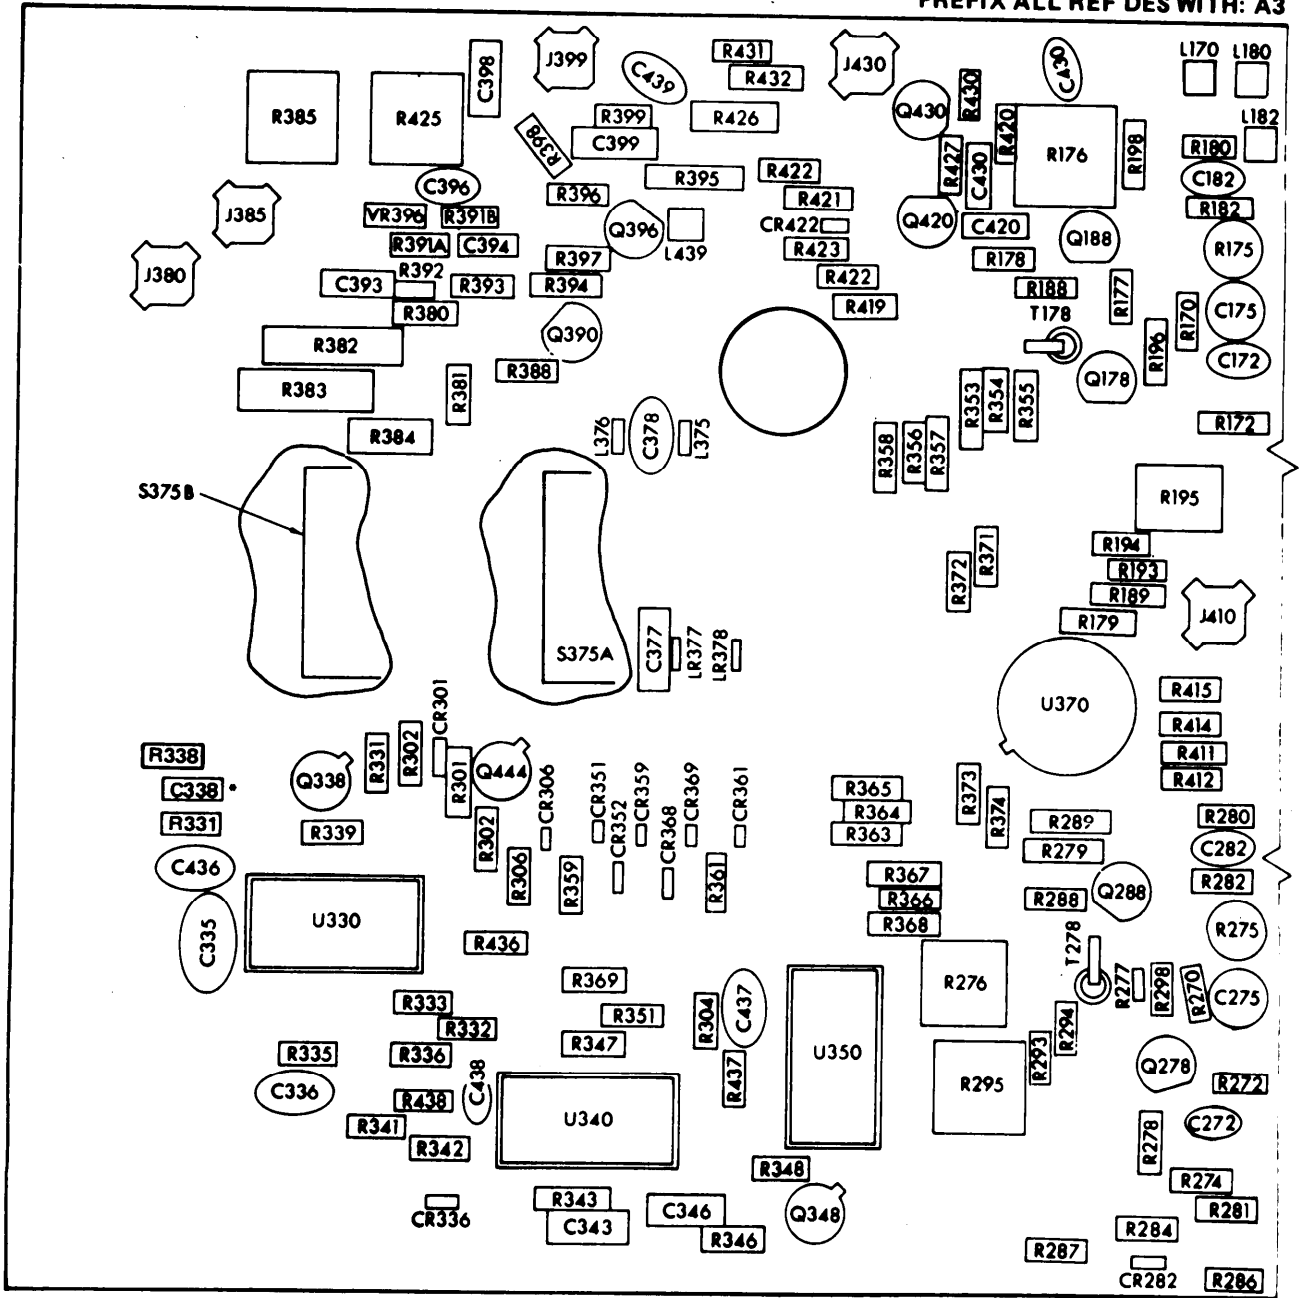 PREFIX ALL REF DES WITH: A3
J399
C439
R431
R432
J430
C430
L170
L180
C398
R385
R425
R399
R426
C399
R398
Q430
R430
R420
R176
R198
L182
R180
C182
R182
C396
R396
R395
R422
R421
R427
C430
J385
VR396
R391B
R391A
C394
Q396
L439
CR422
R423
Q420
C420
Q188
R175
J380
R392
C393
R393
R397
R394
R422
R178
R188
R177
R380
R419
T178
R170
C175
R382
Q390
R196
C172
R383
R381
R388
Q178
R353
R354
R355
R384
L376
C378
L375
R358
R356
R357
R172
S375B
R195
R194
R371
R372
R193
R189
R179
J410
S375A
C377
LR377
LR378
U370
R415
R414
R411
R412
CR301
R338
Q338
R331
R302
R301
Q444
C338 *
R331
R339
R302
CR306
CR351
CR352
CR359
CR368
CR369
CR361
R365
R364
R363
R373
R374
R289
R279
R280
C282
R282
C436
R306
R359
R361
R367
R366
R368
R288
Q288
C335
U330
R436
R275
T278
R369
R276
R277
R298
R270
C275
R333
R332
R351
R304
C437
R294
R335
R336
R347
U350
R293
C336
C438
R437
R295
Q278
R272
R438
R341
R342
U340
C272
R278
R348
R274
CR336
R343
C343
C346
R346
Q348
R281
R284
R287
CR282
R286